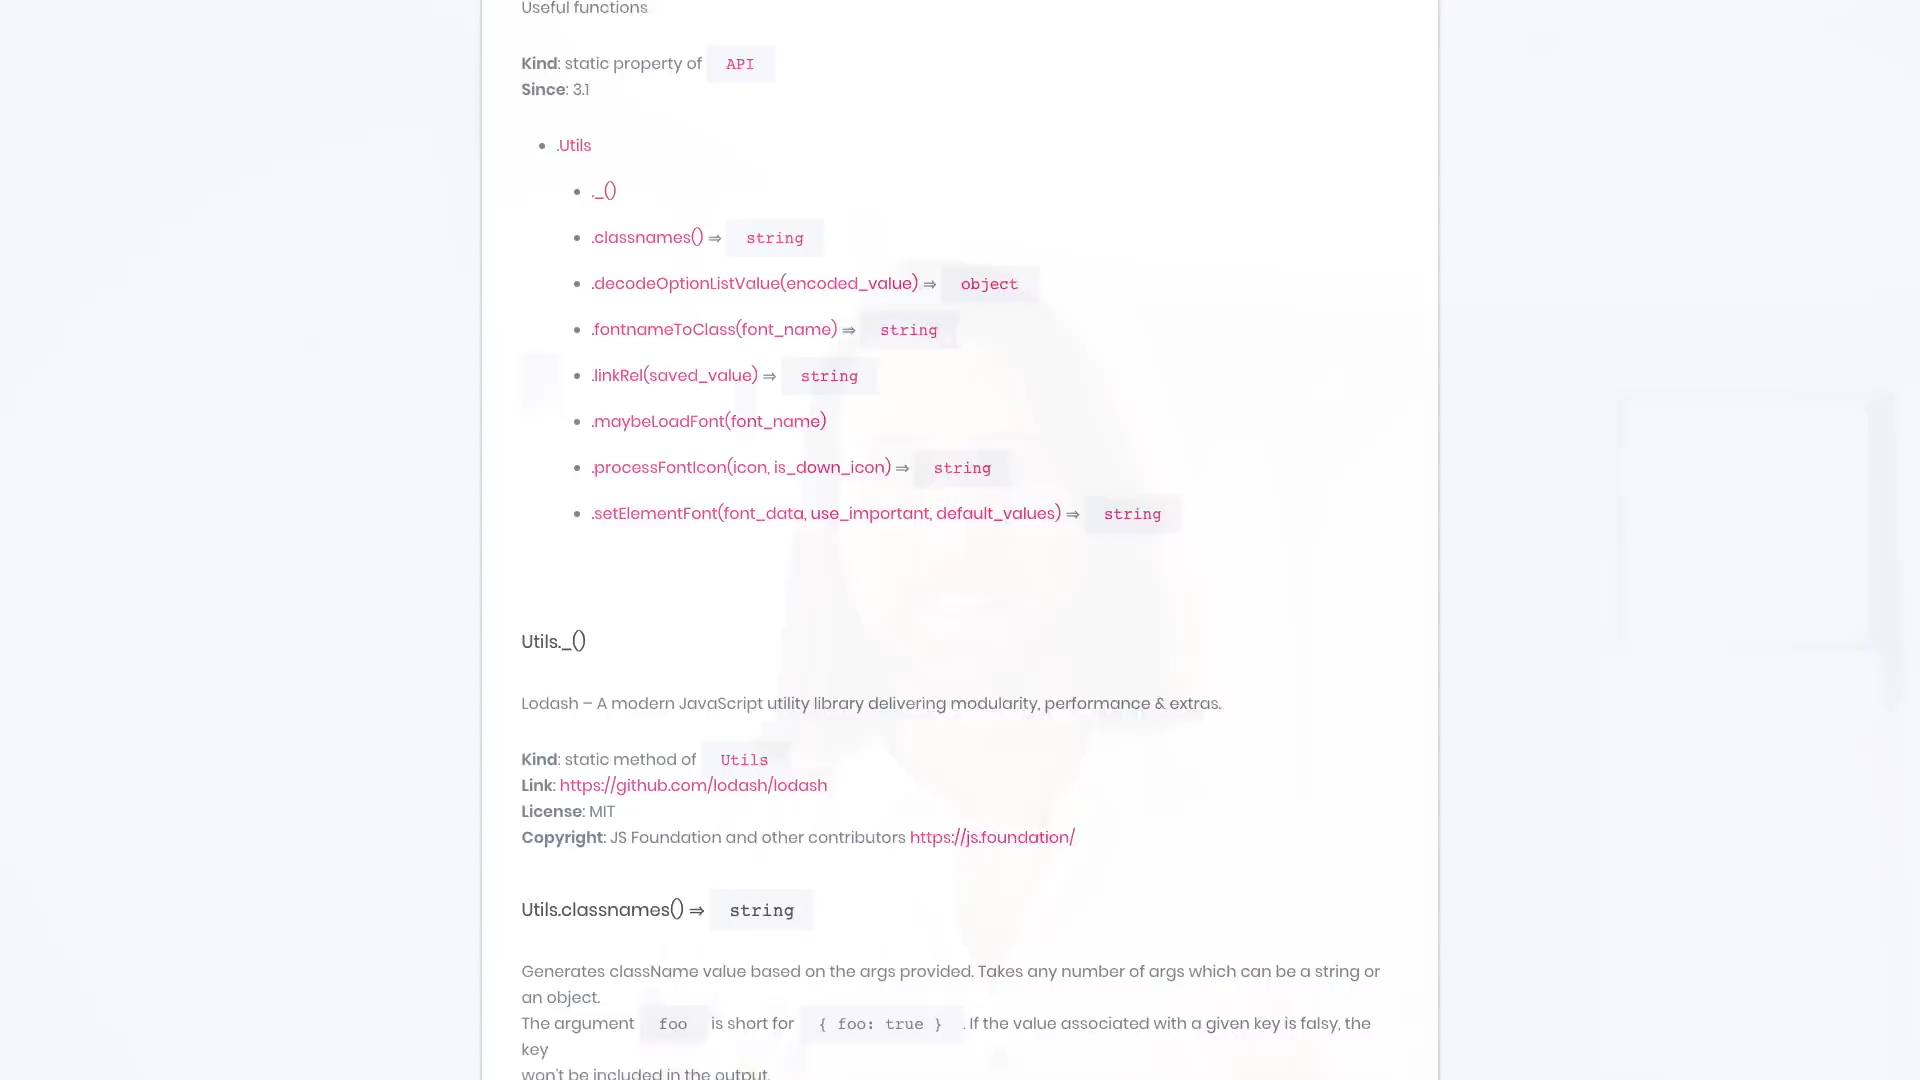 Useful functions
Kind: static property of API
Since: 3.1
.Utils
._()
.classnames() ⇒ string
.decodeOptionListValue(encoded_value) ⇒ object
.fontnameToClass(font_name) ⇒ string
.linkRel(saved_value) ⇒ string
.maybeLoadFont(font_name)
.processFontIcon(icon, is_down_icon) ⇒ string
.setElementFont(font_data, use_important, default_values) ⇒ string
Utils._()
Lodash – A modern JavaScript utility library delivering modularity, performance & extras.
Kind: static method of Utils
Link: https://github.com/lodash/lodash
License: MIT
Copyright: JS Foundation and other contributors https://js.foundation/
Utils.classnames() ⇒ string
Generates className value based on the args provided. Takes any number of args which can be a string or
an object.
The argument foo is short for { foo: true } . If the value associated with a given key is falsy, the
key
won't be included in the output.